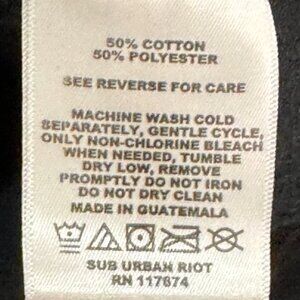 50% COTTON
50% POLYESTER
SEE REVERSE FOR CARE
MACHINE WASH COLD
SEPARATELY, GENTLE CYCLE,
ONLY NON-CHLORINE BLEACH
WHEN NEEDED, TUMBLE
DRY LOW, REMOVE
PROMPTLY DO NOT IRON
DO NOT DRY CLEAN
MADE IN GUATEMALA
SUB URBAN RIOT
RN 117674